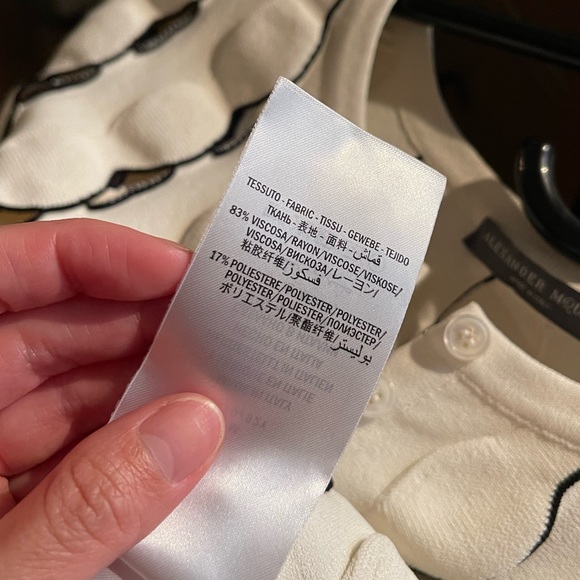 TESSUTO - FABRIC - TISSU - GEWEBE - TEJIDO
ТКАНЬ - 表地 - 面料 - قماش
83% VISCOSA/RAYON/VISCOSE/VISKOSE/
VISCOSA/ВИСКОЗА/レーヨン/
粘胶纤维/فسكوز
17% POLIESTERE/POLYESTER/POLYESTER/
POLYESTER/POLIESTER/ПОЛИЭСТЕР/
ポリエステル/聚酯纤维/بوليستر
ALEXANDER MCQU